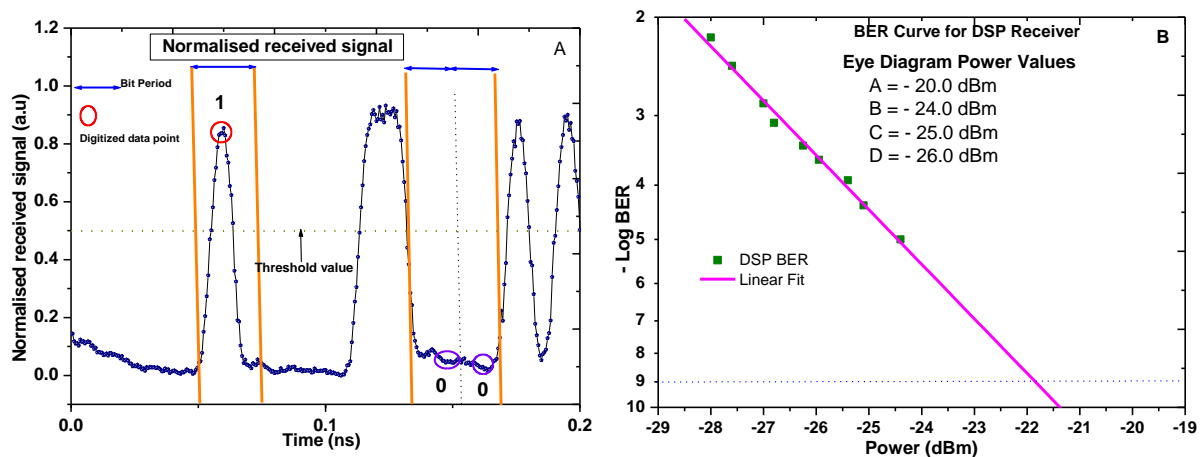 Normalised received signal
A
Bit Period
1
Digitized data point
Threshold value
0
0
Normalised received signal (a.u)
1.2
1.0
0.8
0.6
0.4
0.2
0.0
0.0
0.1
0.2
Time (ns)
BER Curve for DSP Receiver
B
Eye Diagram Power Values
A = - 20.0 dBm
B = - 24.0 dBm
C = - 25.0 dBm
D = - 26.0 dBm
DSP BER
Linear Fit
- Log BER
2
3
4
5
6
7
8
9
10
-29 -28 -27 -26 -25 -24 -23 -22 -21 -20 -19
Power (dBm)